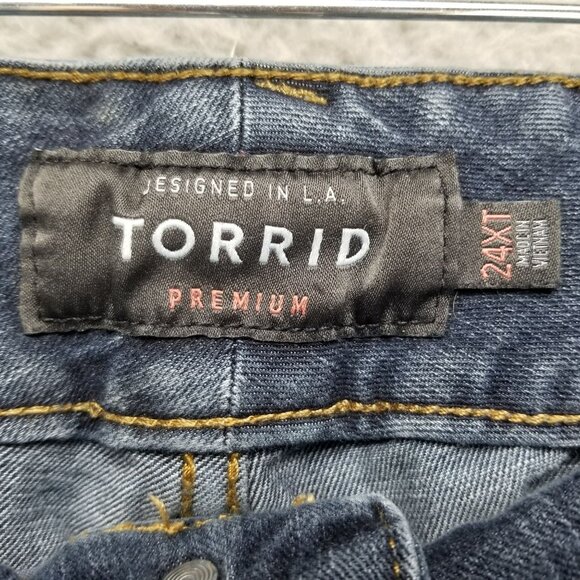 DESIGNED IN L.A.
TORRID
PREMIUM
24XT
MADE IN
VIETNAM